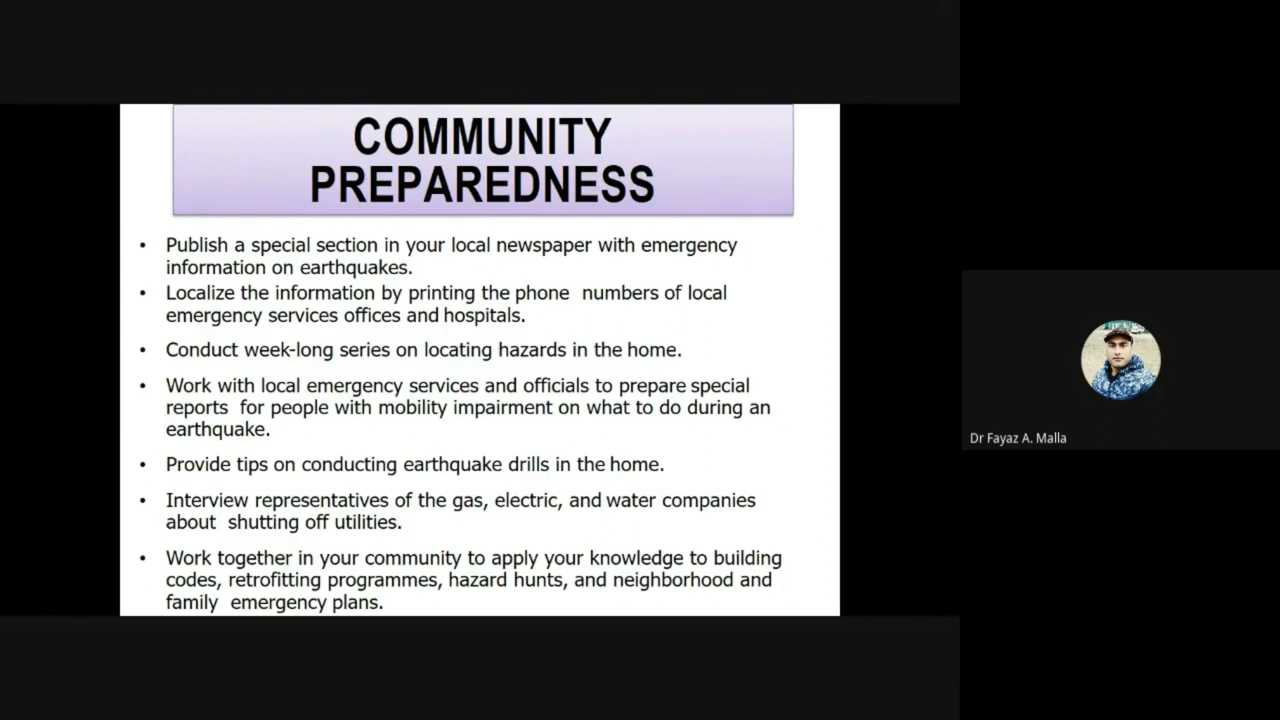 COMMUNITY
PREPAREDNESS
• Publish a special section in your local newspaper with emergency
information on earthquakes.
• Localize the information by printing the phone numbers of local
emergency services offices and hospitals.
• Conduct week-long series on locating hazards in the home.
• Work with local emergency services and officials to prepare special
reports for people with mobility impairment on what to do during an
earthquake.
• Provide tips on conducting earthquake drills in the home.
• Interview representatives of the gas, electric, and water companies
about shutting off utilities.
• Work together in your community to apply your knowledge to building
codes, retrofitting programmes, hazard hunts, and neighborhood and
family emergency plans.
Dr Fayaz A. Malla